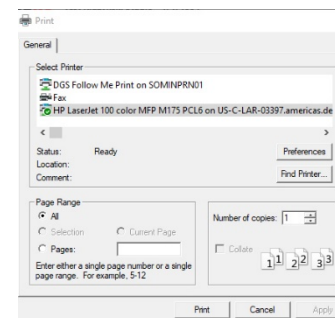 Print
General
Select Printer
DGS Follow Me Print on SOMINPRN01
Fax
HP LaserJet 100 color MFP M175 PCL6 on US-C-LAR-03397.americas.de
Status: Ready Preferences
Location:
Comment: Find Printer...
Page Range
All Number of copies: 1
Selection Current Page
Pages: Collate
Enter either a single page number or a single
page range. For example, 5-12
11 22 33
Print Cancel Apply